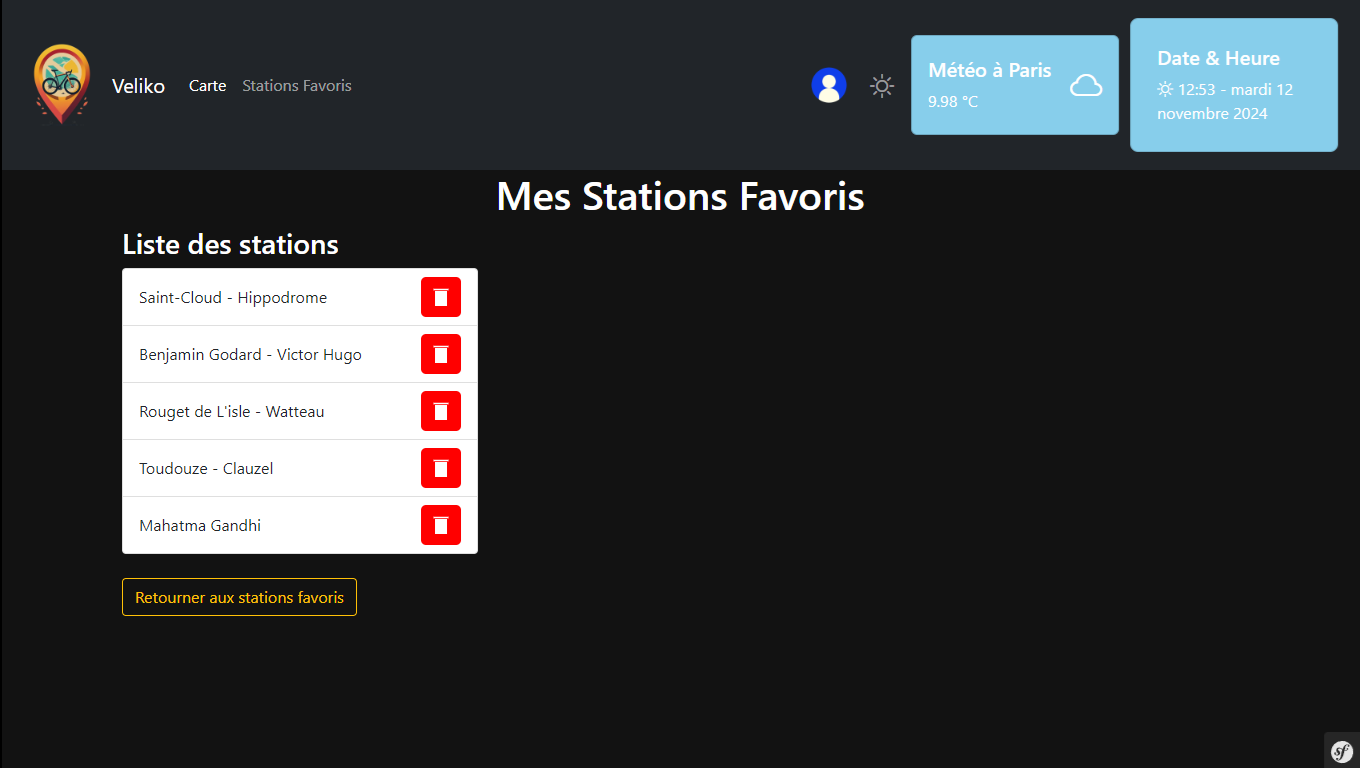 Veliko
Carte
Stations Favoris
Météo à Paris
9.98 °C
Date & Heure
12:53 - mardi 12
novembre 2024
Mes Stations Favoris
Liste des stations
Saint-Cloud - Hippodrome
Benjamin Godard - Victor Hugo
Rouget de L'isle - Watteau
Toudouze - Clauzel
Mahatma Gandhi
Retourner aux stations favoris
sf